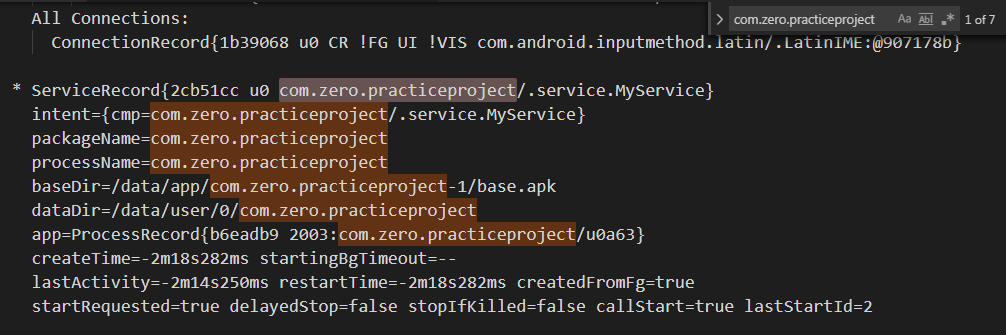 All Connections:
ConnectionRecord{1b39068 u0 CR !FG UI !VIS com.android.inputmethod.latin/.LatinIME:@907178b}
com.zero.practiceproject Aa Abl .* 1 of 7
* ServiceRecord{2cb51cc u0 com.zero.practiceproject/.service.MyService}
intent={cmp=com.zero.practiceproject/.service.MyService}
packageName=com.zero.practiceproject
processName=com.zero.practiceproject
baseDir=/data/app/com.zero.practiceproject-1/base.apk
dataDir=/data/user/0/com.zero.practiceproject
app=ProcessRecord{b6eadb9 2003:com.zero.practiceproject/u0a63}
createTime=-2m18s282ms startingBgTimeout=--
lastActivity=-2m14s250ms restartTime=-2m18s282ms createdFromFg=true
startRequested=true delayedStop=false stopIfKilled=false callStart=true lastStartId=2